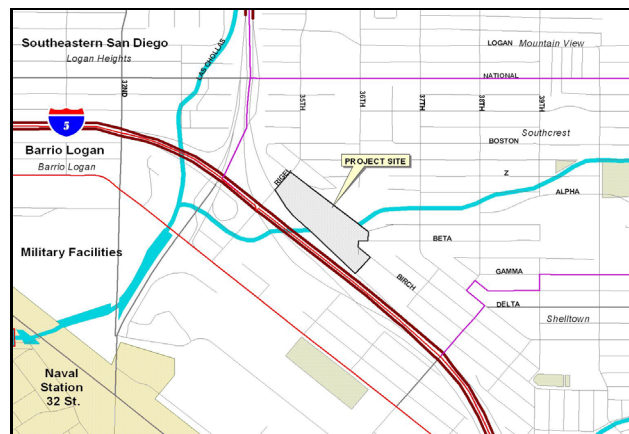 Southeastern San Diego
Logan Heights
LAS CHOLLAS
LOGAN
Mountain View
NATIONAL
32ND
35TH
36TH
37TH
38TH
39TH
5
Southcrest
BOSTON
Barrio Logan
Barrio Logan
PROJECT SITE
RIGEL
Z
ALPHA
Military Facilities
BETA
BIRCH
GAMMA
DELTA
Shelltown
Naval
Station
32 St.